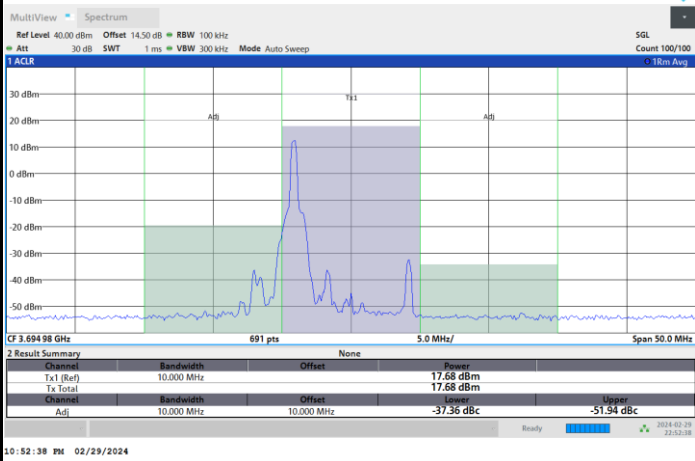 MultiView Spectrum
Ref Level 40.00 dBm Offset 14.50 dB RBW 100 kHz SGL
Att 30 dB SWT 1 ms VBW 300 kHz Mode Auto Sweep Count 100/100
1 ACLR 1Rm Avg
30 dBm
Tx1
20 dBm
Adj Adj
10 dBm
0 dBm
-10 dBm
-20 dBm
-30 dBm
-40 dBm
-50 dBm
CF 3.694 98 GHz 691 pts 5.0 MHz/ Span 50.0 MHz
2 Result Summary None
Channel Bandwidth Offset Power
Tx1 (Ref) 10.000 MHz 17.68 dBm
Tx Total 17.68 dBm
Channel Bandwidth Offset Lower Upper
Adj 10.000 MHz 10.000 MHz -37.36 dBc -51.94 dBc
Ready 2024-02-29
22:52:38
10:52:38 PM 02/29/2024